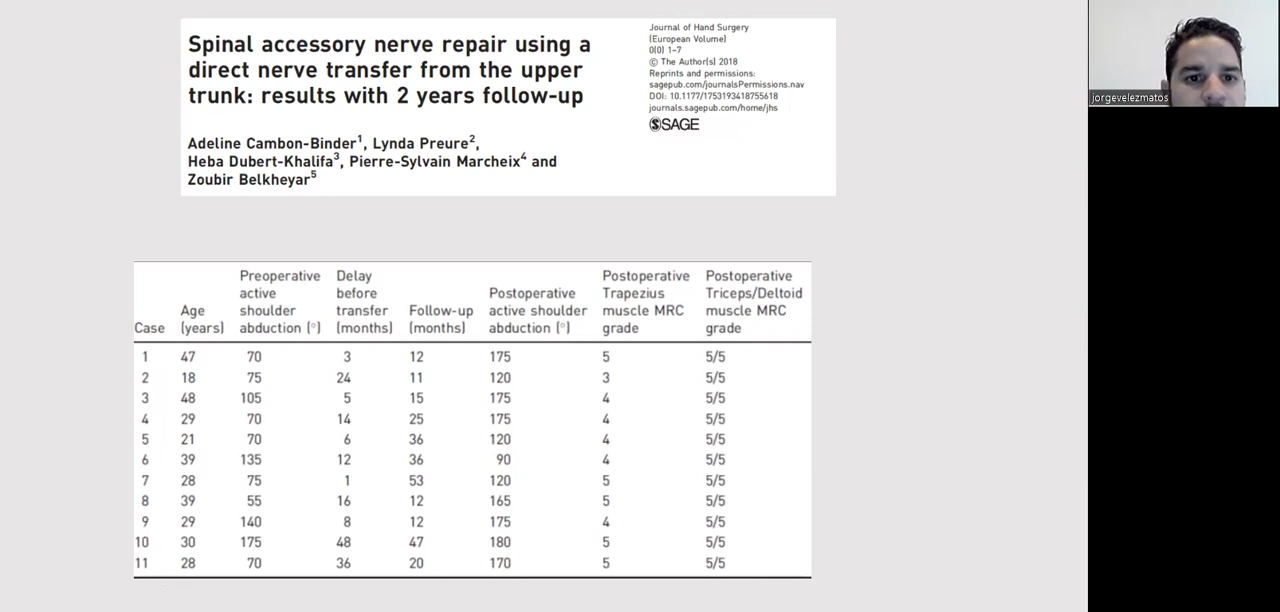 Spinal accessory nerve repair using a
direct nerve transfer from the upper
trunk: results with 2 years follow-up
Adeline Cambon-Binder1, Lynda Preure2,
Heba Dubert-Khalifa3, Pierre-Sylvain Marcheix4 and
Zoubir Belkheyar5
Journal of Hand Surgery
(European Volume)
0(0) 1–7
© The Author(s) 2018
Reprints and permissions:
sagepub.com/journalsPermissions.nav
DOI: 10.1177/1753193418755618
journals.sagepub.com/home/jhs
SAGE
jorgevelezmatos
Case Age (years) Preoperative active shoulder abduction (°) Delay before transfer (months) Follow-up (months) Postoperative active shoulder abduction (°) Postoperative Trapezius muscle MRC grade Postoperative Triceps/Deltoid muscle MRC grade
1 47 70 3 12 175 5 5/5
2 18 75 24 11 120 3 5/5
3 48 105 5 15 175 4 5/5
4 29 70 14 25 175 4 5/5
5 21 70 6 36 120 4 5/5
6 39 135 12 36 90 4 5/5
7 28 75 1 53 120 5 5/5
8 39 55 16 12 165 5 5/5
9 29 140 8 12 175 4 5/5
10 30 175 48 47 180 5 5/5
11 28 70 36 20 170 5 5/5